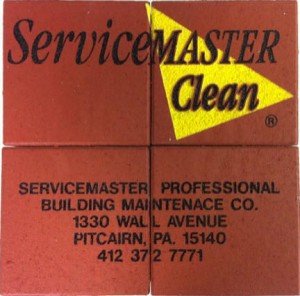 ServiceMASTER
Clean
®
SERVICEMASTER PROFESSIONAL
BUILDING MAINTENACE CO.
1330 WALL AVENUE
PITCAIRN, PA. 15140
412 372 7771